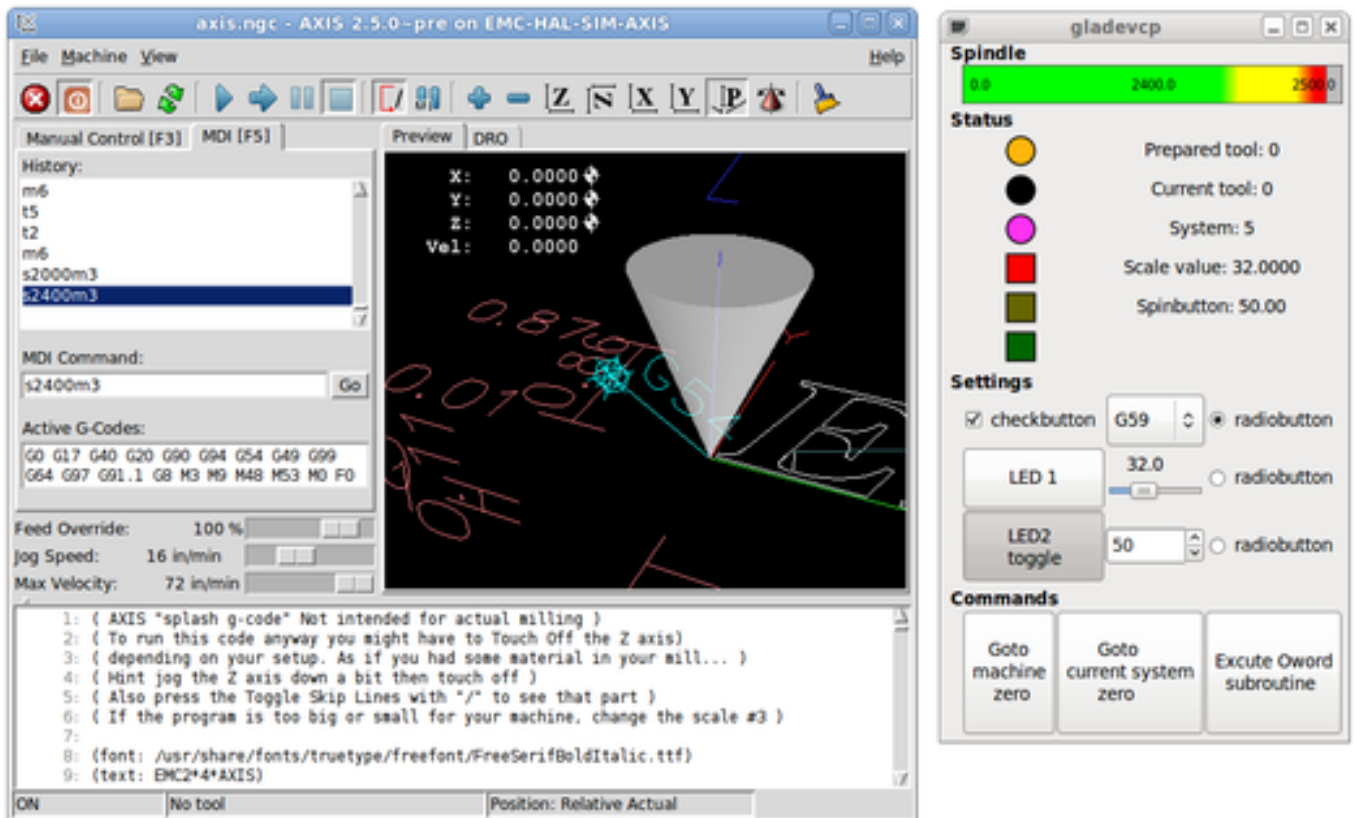 axis.ngc - AXIS 2.5.0~pre on EMC-HAL-SIM-AXIS
File Machine View Help
Z N X Y P
Manual Control [F3] MDI [F5]
History:
m6
t5
t2
m6
s2000m3
s2400m3
MDI Command:
s2400m3 Go
Active G-Codes:
G0 G17 G40 G20 G90 G94 G54 G49 G99
G64 G97 G91.1 G8 M3 M9 M48 M53 M0 F0
Feed Override: 100 %
Jog Speed: 16 in/min
Max Velocity: 72 in/min
Preview DRO
X: 0.0000
Y: 0.0000
Z: 0.0000
Vel: 0.0000
1: ( AXIS "splash g-code" Not intended for actual milling )
2: ( To run this code anyway you might have to Touch Off the Z axis)
3: ( depending on your setup. As if you had some material in your mill... )
4: ( Hint jog the Z axis down a bit then touch off )
5: ( Also press the Toggle Skip Lines with "/" to see that part )
6: ( If the program is too big or small for your machine, change the scale #3 )
7:
8: (font: /usr/share/fonts/truetype/freefont/FreeSerifBoldItalic.ttf)
9: (text: EMC2*4*AXIS)
ON No tool Position: Relative Actual
gladevcp
Spindle
0.0 2400.0 2500.0
Status
Prepared tool: 0
Current tool: 0
System: 5
Scale value: 32.0000
Spinbutton: 50.00
Settings
checkbutton G59 radiobutton
LED 1 32.0 radiobutton
LED2 toggle 50 radiobutton
Commands
Goto machine zero
Goto current system zero
Excute Oword subroutine